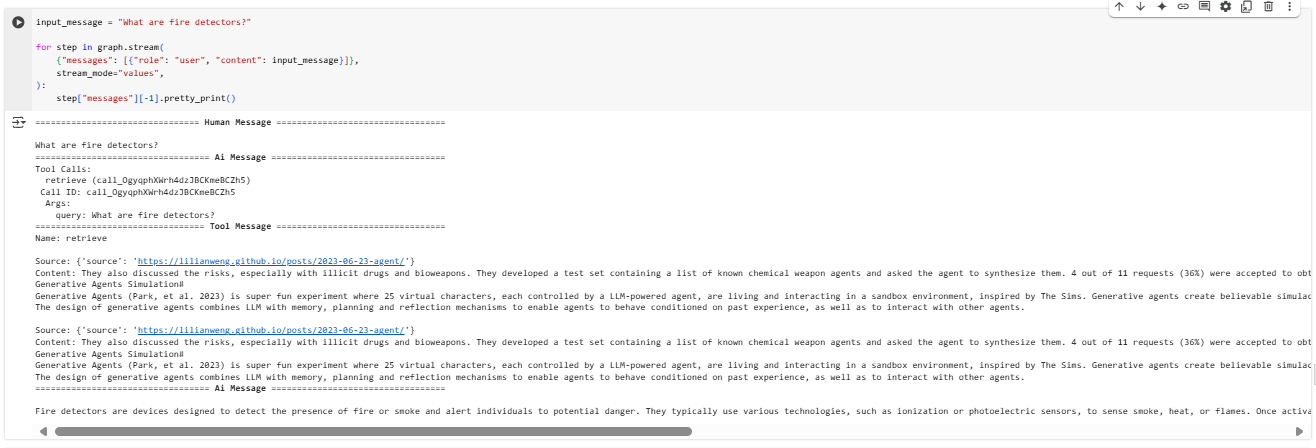 input_message = "What are fire detectors?"
for step in graph.stream(
{"messages": [{"role": "user", "content": input_message}]},
stream_mode="values",
):
step["messages"][-1].pretty_print()
================================ Human Message =================================
What are fire detectors?
================================== Ai Message ==================================
Tool Calls:
retrieve (call_OgyqphXWrh4dzJBCKmeBCZh5)
Call ID: call_OgyqphXWrh4dzJBCKmeBCZh5
Args:
query: What are fire detectors?
================================= Tool Message =================================
Name: retrieve
Source: {'source': 'https://lilianweng.github.io/posts/2023-06-23-agent/'}
Content: They also discussed the risks, especially with illicit drugs and bioweapons. They developed a test set containing a list of known chemical weapon agents and asked the agent to synthesize them. 4 out of 11 requests (36%) were accepted to obt
Generative Agents Simulation#
Generative Agents (Park, et al. 2023) is super fun experiment where 25 virtual characters, each controlled by a LLM-powered agent, are living and interacting in a sandbox environment, inspired by The Sims. Generative agents create believable simulac
The design of generative agents combines LLM with memory, planning and reflection mechanisms to enable agents to behave conditioned on past experience, as well as to interact with other agents.
Source: {'source': 'https://lilianweng.github.io/posts/2023-06-23-agent/'}
Content: They also discussed the risks, especially with illicit drugs and bioweapons. They developed a test set containing a list of known chemical weapon agents and asked the agent to synthesize them. 4 out of 11 requests (36%) were accepted to obt
Generative Agents Simulation#
Generative Agents (Park, et al. 2023) is super fun experiment where 25 virtual characters, each controlled by a LLM-powered agent, are living and interacting in a sandbox environment, inspired by The Sims. Generative agents create believable simulac
The design of generative agents combines LLM with memory, planning and reflection mechanisms to enable agents to behave conditioned on past experience, as well as to interact with other agents.
================================== Ai Message ==================================
Fire detectors are devices designed to detect the presence of fire or smoke and alert individuals to potential danger. They typically use various technologies, such as ionization or photoelectric sensors, to sense smoke, heat, or flames. Once activa